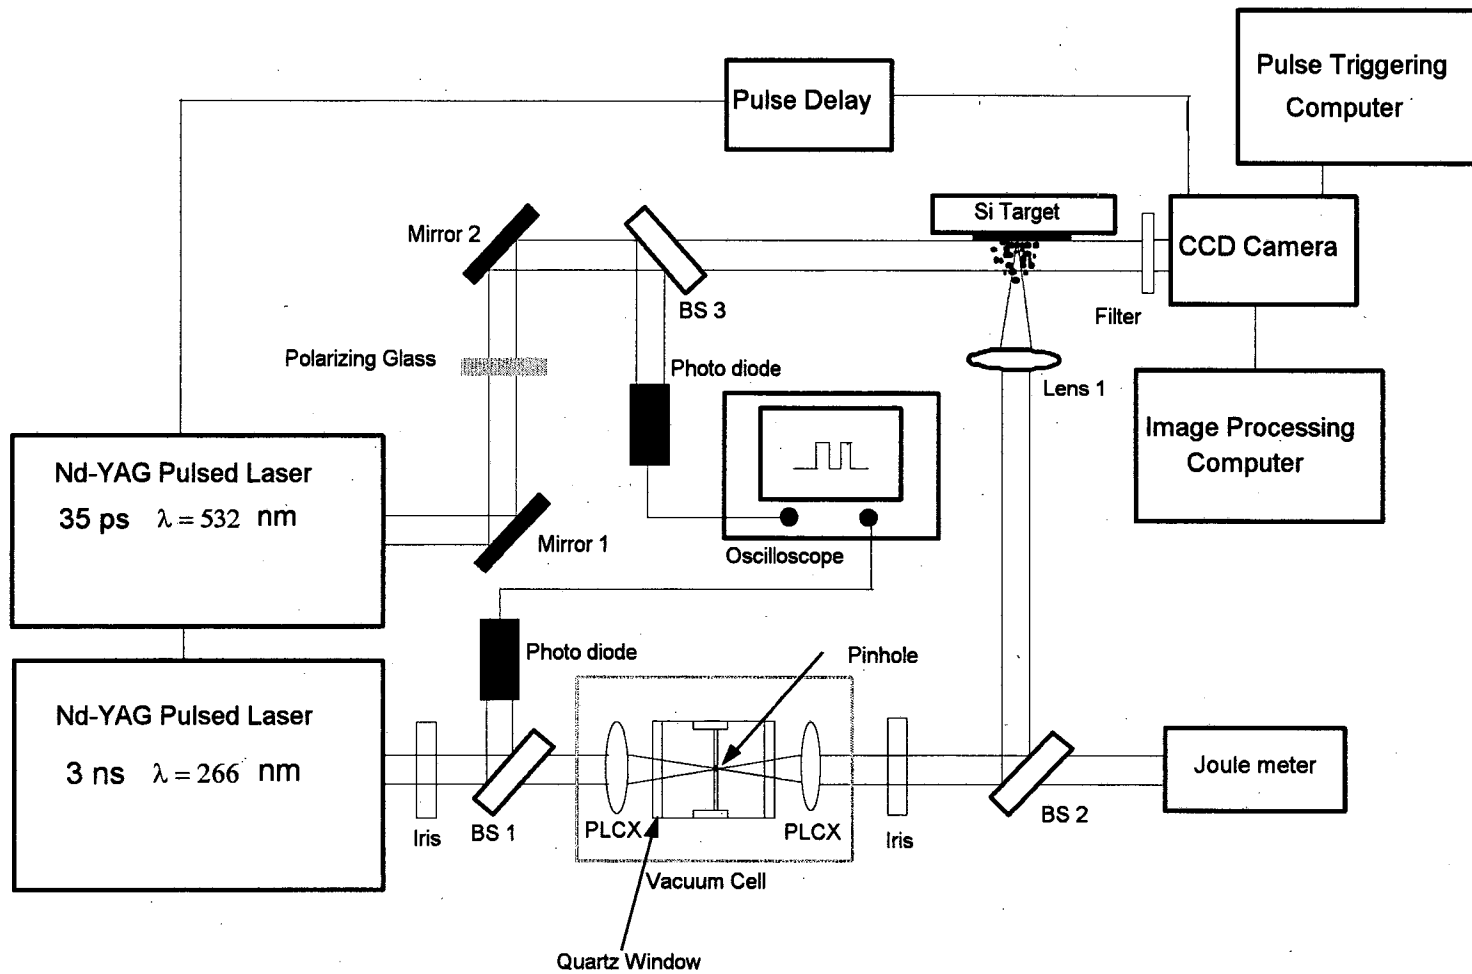 Pulse Triggering
Computer
Pulse Delay
Si Target
Mirror 2
CCD Camera
BS 3
Filter
Polarizing Glass
Photo diode
Lens 1
Image Processing
Computer
Nd-YAG Pulsed Laser
35 ps λ = 532 nm
Mirror 1
Oscilloscope
Photo diode
Pinhole
Nd-YAG Pulsed Laser
3 ns λ = 266 nm
Joule meter
Iris
BS 1
PLCX
PLCX
Iris
BS 2
Vacuum Cell
Quartz Window